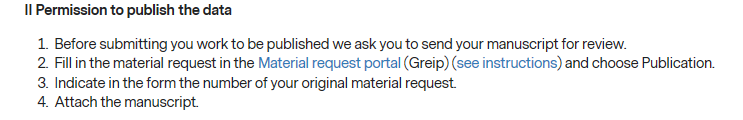 II Permission to publish the data
1. Before submitting you work to be published we ask you to send your manuscript for review.
2. Fill in the material request in the Material request portal (Greip) (see instructions) and choose Publication.
3. Indicate in the form the number of your original material request.
4. Attach the manuscript.